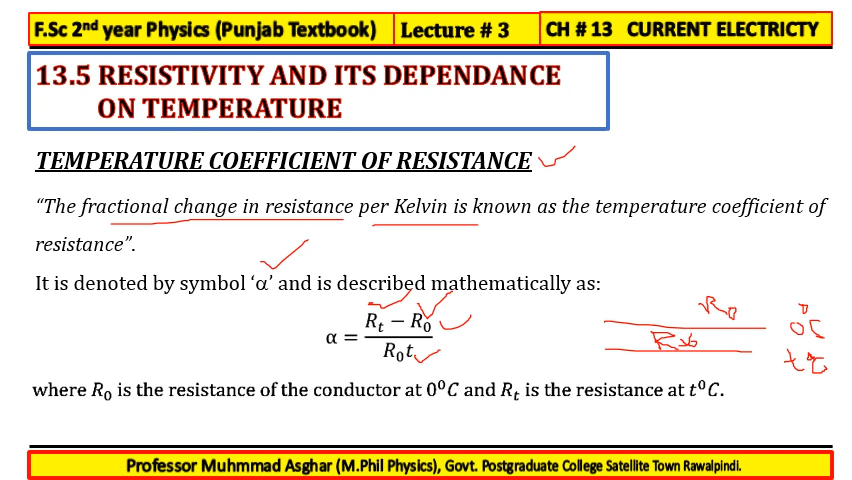 F.Sc 2nd year Physics (Punjab Textbook) Lecture # 3 CH # 13 CURRENT ELECTRICTY
13.5 RESISTIVITY AND ITS DEPENDANCE
ON TEMPERATURE
TEMPERATURE COEFFICIENT OF RESISTANCE
“The fractional change in resistance per Kelvin is known as the temperature coefficient of
resistance”.
It is denoted by symbol ‘α’ and is described mathematically as:
α = (Rt − R0) / (R0t)
R0
0°C
t°C
where R0 is the resistance of the conductor at 0⁰C and Rt is the resistance at t⁰C.
Professor Muhmmad Asghar (M.Phil Physics), Govt. Postgraduate College Satellite Town Rawalpindi.